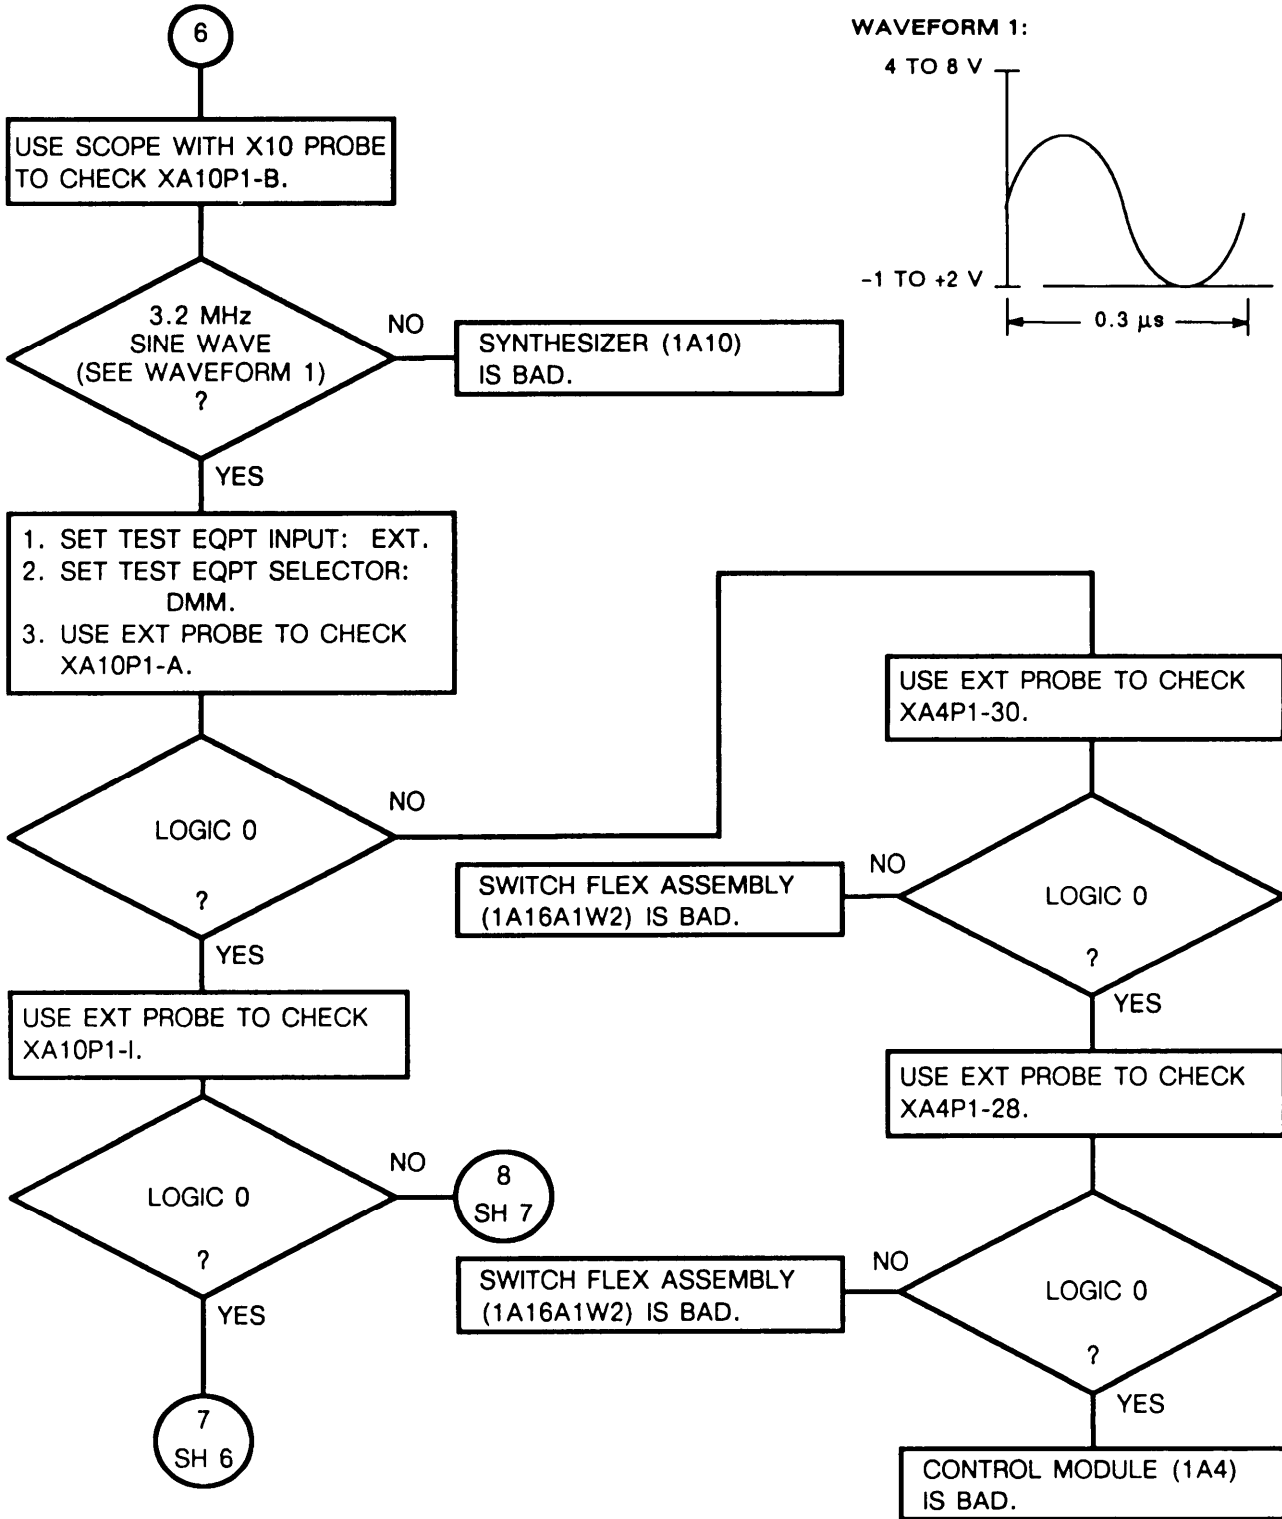 6
USE SCOPE WITH X10 PROBE
TO CHECK XA10P1-B.
3.2 MHz
SINE WAVE
(SEE WAVEFORM 1)
?
NO
SYNTHESIZER (1A10)
IS BAD.
YES
1. SET TEST EQPT INPUT: EXT.
2. SET TEST EQPT SELECTOR:
DMM.
3. USE EXT PROBE TO CHECK
XA10P1-A.
LOGIC 0
?
NO
YES
USE EXT PROBE TO CHECK
XA10P1-I.
LOGIC 0
?
NO
8
SH 7
YES
7
SH 6
WAVEFORM 1:
4 TO 8 V
-1 TO +2 V
0.3 μs
USE EXT PROBE TO CHECK
XA4P1-30.
LOGIC 0
?
NO
SWITCH FLEX ASSEMBLY
(1A16A1W2) IS BAD.
YES
USE EXT PROBE TO CHECK
XA4P1-28.
LOGIC 0
?
NO
SWITCH FLEX ASSEMBLY
(1A16A1W2) IS BAD.
YES
CONTROL MODULE (1A4)
IS BAD.